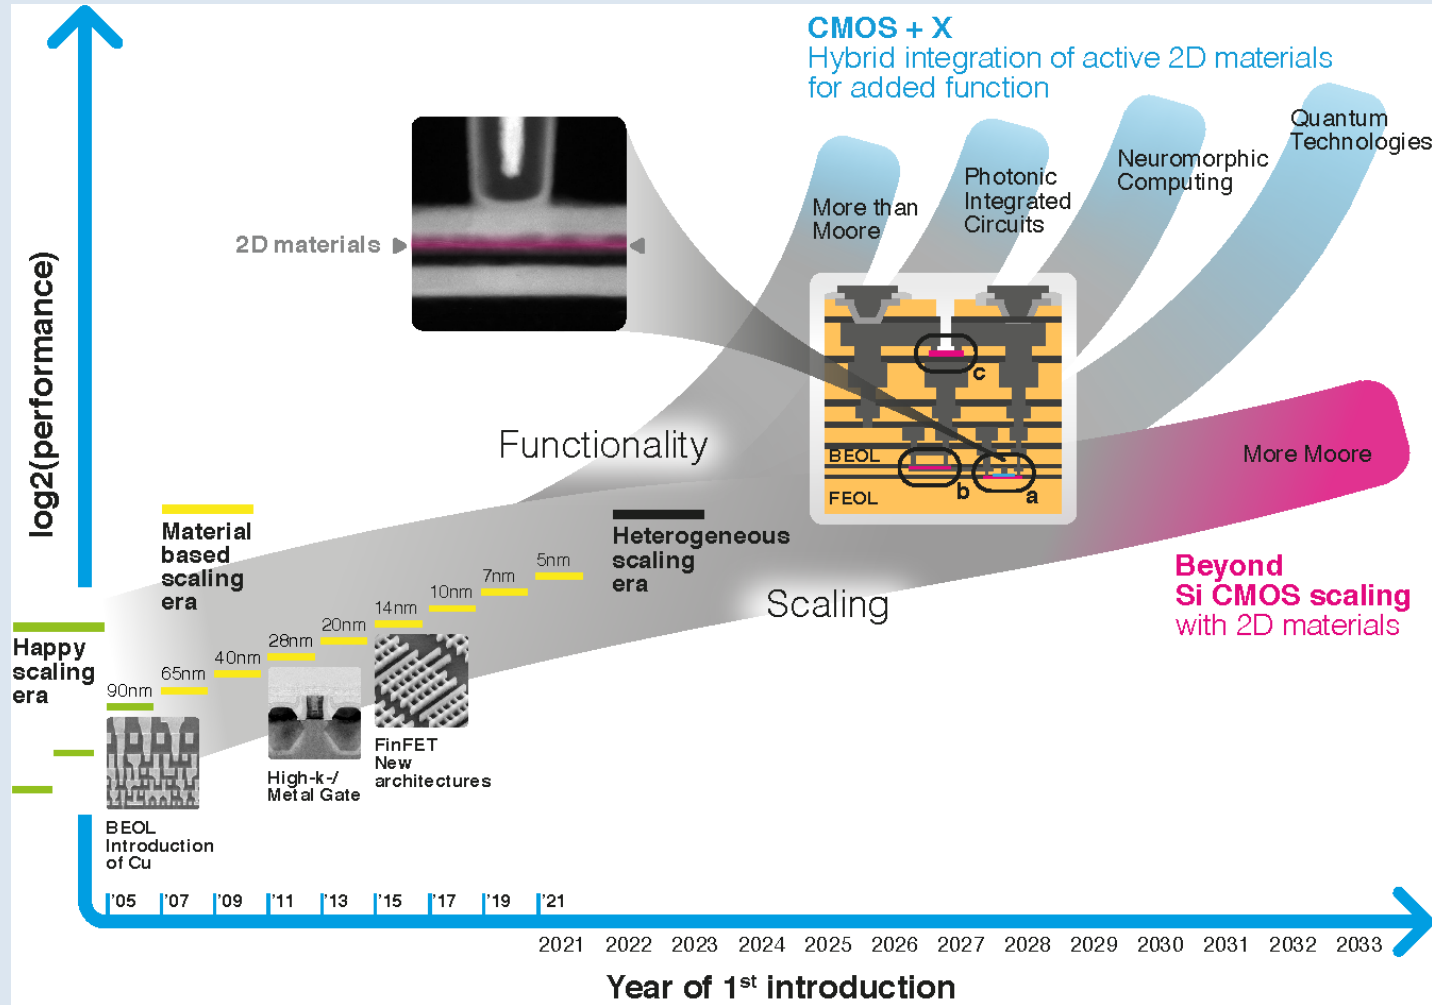 CMOS + X
Hybrid integration of active 2D materials
for added function
Quantum
Technologies
Neuromorphic
Computing
Photonic
Integrated
Circuits
More than
Moore
2D materials
log2(performance)
c
BEOL
FEOL
b
a
Functionality
More Moore
Material
based
scaling
era
Heterogeneous
scaling
era
Scaling
Beyond
Si CMOS scaling
with 2D materials
Happy
scaling
era
90nm
65nm
40nm
28nm
20nm
14nm
10nm
7nm
5nm
BEOL
Introduction
of Cu
High-k-/
Metal Gate
FinFET
New
architectures
'05
'07
'09
'11
'13
'15
'17
'19
'21
2021
2022
2023
2024
2025
2026
2027
2028
2029
2030
2031
2032
2033
Year of 1st introduction